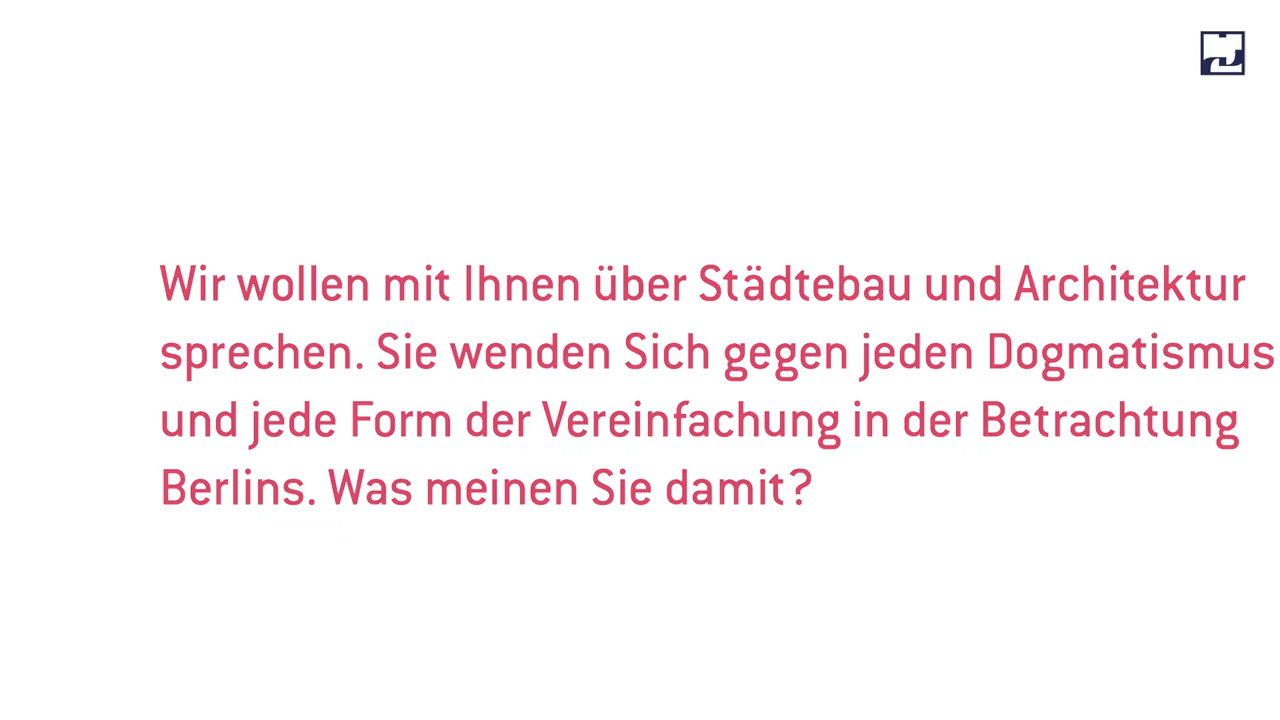 Wir wollen mit Ihnen über Städtebau und Architektur
sprechen. Sie wenden Sich gegen jeden Dogmatismus
und jede Form der Vereinfachung in der Betrachtung
Berlins. Was meinen Sie damit?